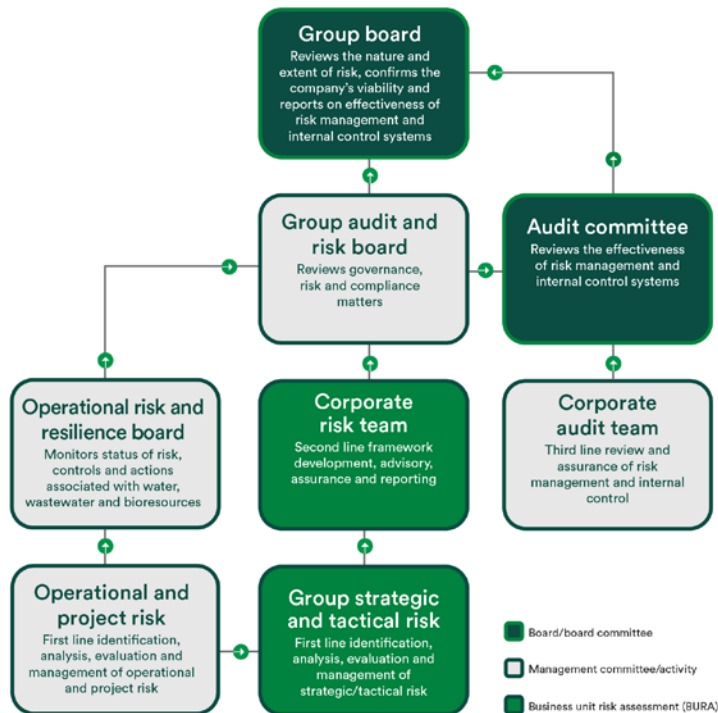 Group board
Reviews the nature and
extent of risk, confirms the
company's viability and
reports on effectiveness of
risk management and
internal control systems
Group audit and
risk board
Reviews governance,
risk and compliance
matters
Audit committee
Reviews the effectiveness
of risk management and
internal control systems
Operational risk and
resilience board
Monitors status of risk,
controls and actions
associated with water,
wastewater and bioresources
Corporate
risk team
Second line framework
development, advisory,
assurance and reporting
Corporate
audit team
Third line review and
assurance of risk
management and internal
control
Operational and
project risk
First line identification,
analysis, evaluation and
management of operational
and project risk
Group strategic
and tactical risk
First line identification,
analysis, evaluation and
management of
strategic/tactical risk
Board/board committee
Management committee/activity
Business unit risk assessment (BURA)